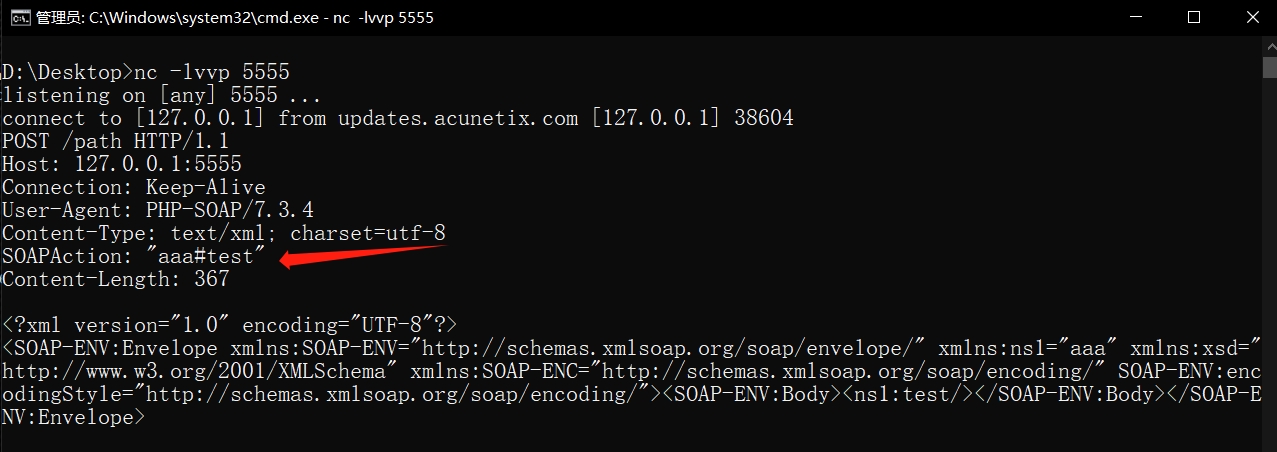 管理员: C:\Windows\system32\cmd.exe - nc  -lvvp 5555
D:\Desktop>nc -lvvp 5555
listening on [any] 5555 ...
connect to [127.0.0.1] from updates.acunetix.com [127.0.0.1] 38604
POST /path HTTP/1.1
Host: 127.0.0.1:5555
Connection: Keep-Alive
User-Agent: PHP-SOAP/7.3.4
Content-Type: text/xml; charset=utf-8
SOAPAction: "aaa#test"
Content-Length: 367
<?xml version="1.0" encoding="UTF-8"?>
<SOAP-ENV:Envelope xmlns:SOAP-ENV="http://schemas.xmlsoap.org/soap/envelope/" xmlns:ns1="aaa" xmlns:xsd="
http://www.w3.org/2001/XMLSchema" xmlns:SOAP-ENC="http://schemas.xmlsoap.org/soap/encoding/" SOAP-ENV:enc
odingStyle="http://schemas.xmlsoap.org/soap/encoding/"><SOAP-ENV:Body><ns1:test/></SOAP-ENV:Body></SOAP-E
NV:Envelope>